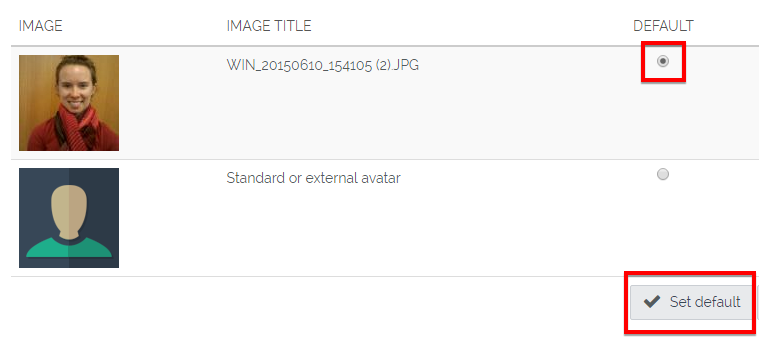 IMAGE IMAGE TITLE DEFAULT
WIN_20150610_154105 (2).JPG
Standard or external avatar
Set default